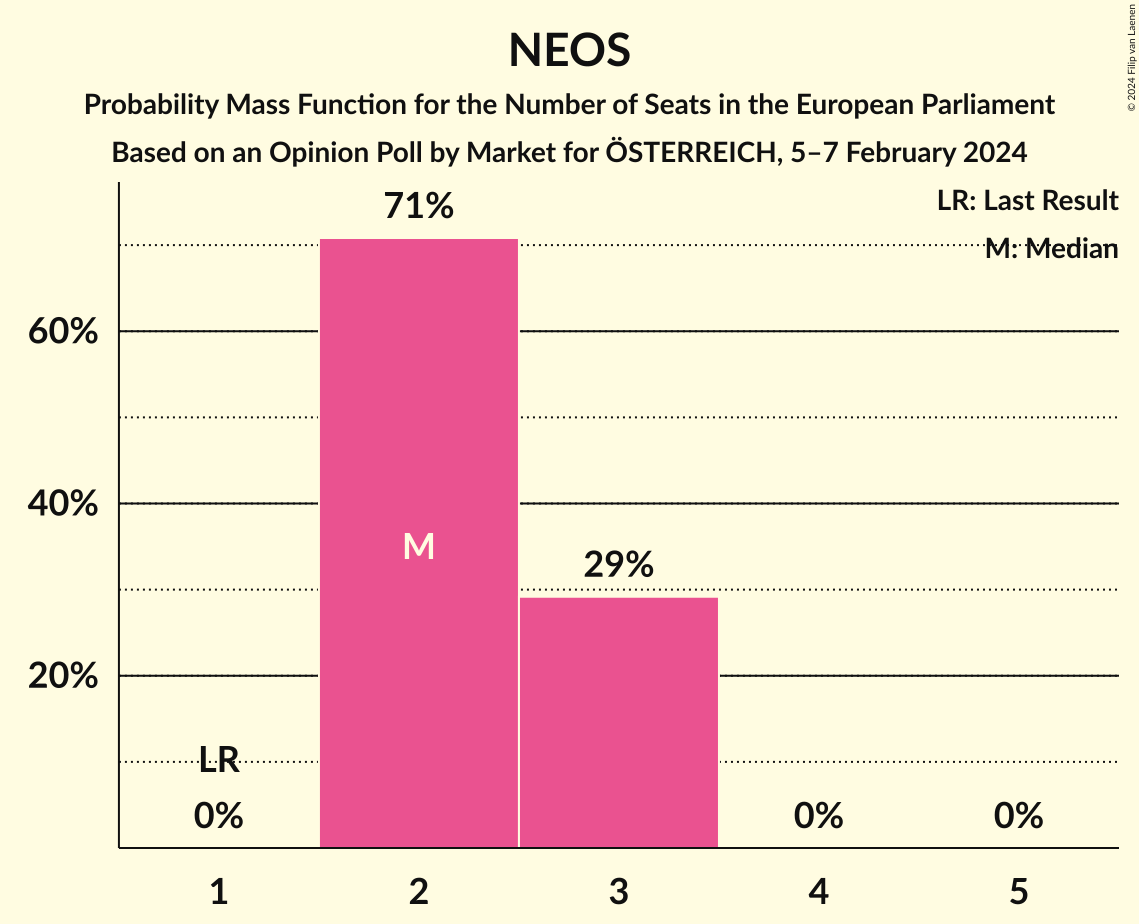 NEOS
Probability Mass Function for the Number of Seats in the European Parliament
Based on an Opinion Poll by Market for ÖSTERREICH, 5–7 February 2024
© 2024 Filip van Laenen
LR: Last Result
M: Median
71%
60%
40%
M
29%
20%
LR
0%
0%
0%
1
2
3
4
5